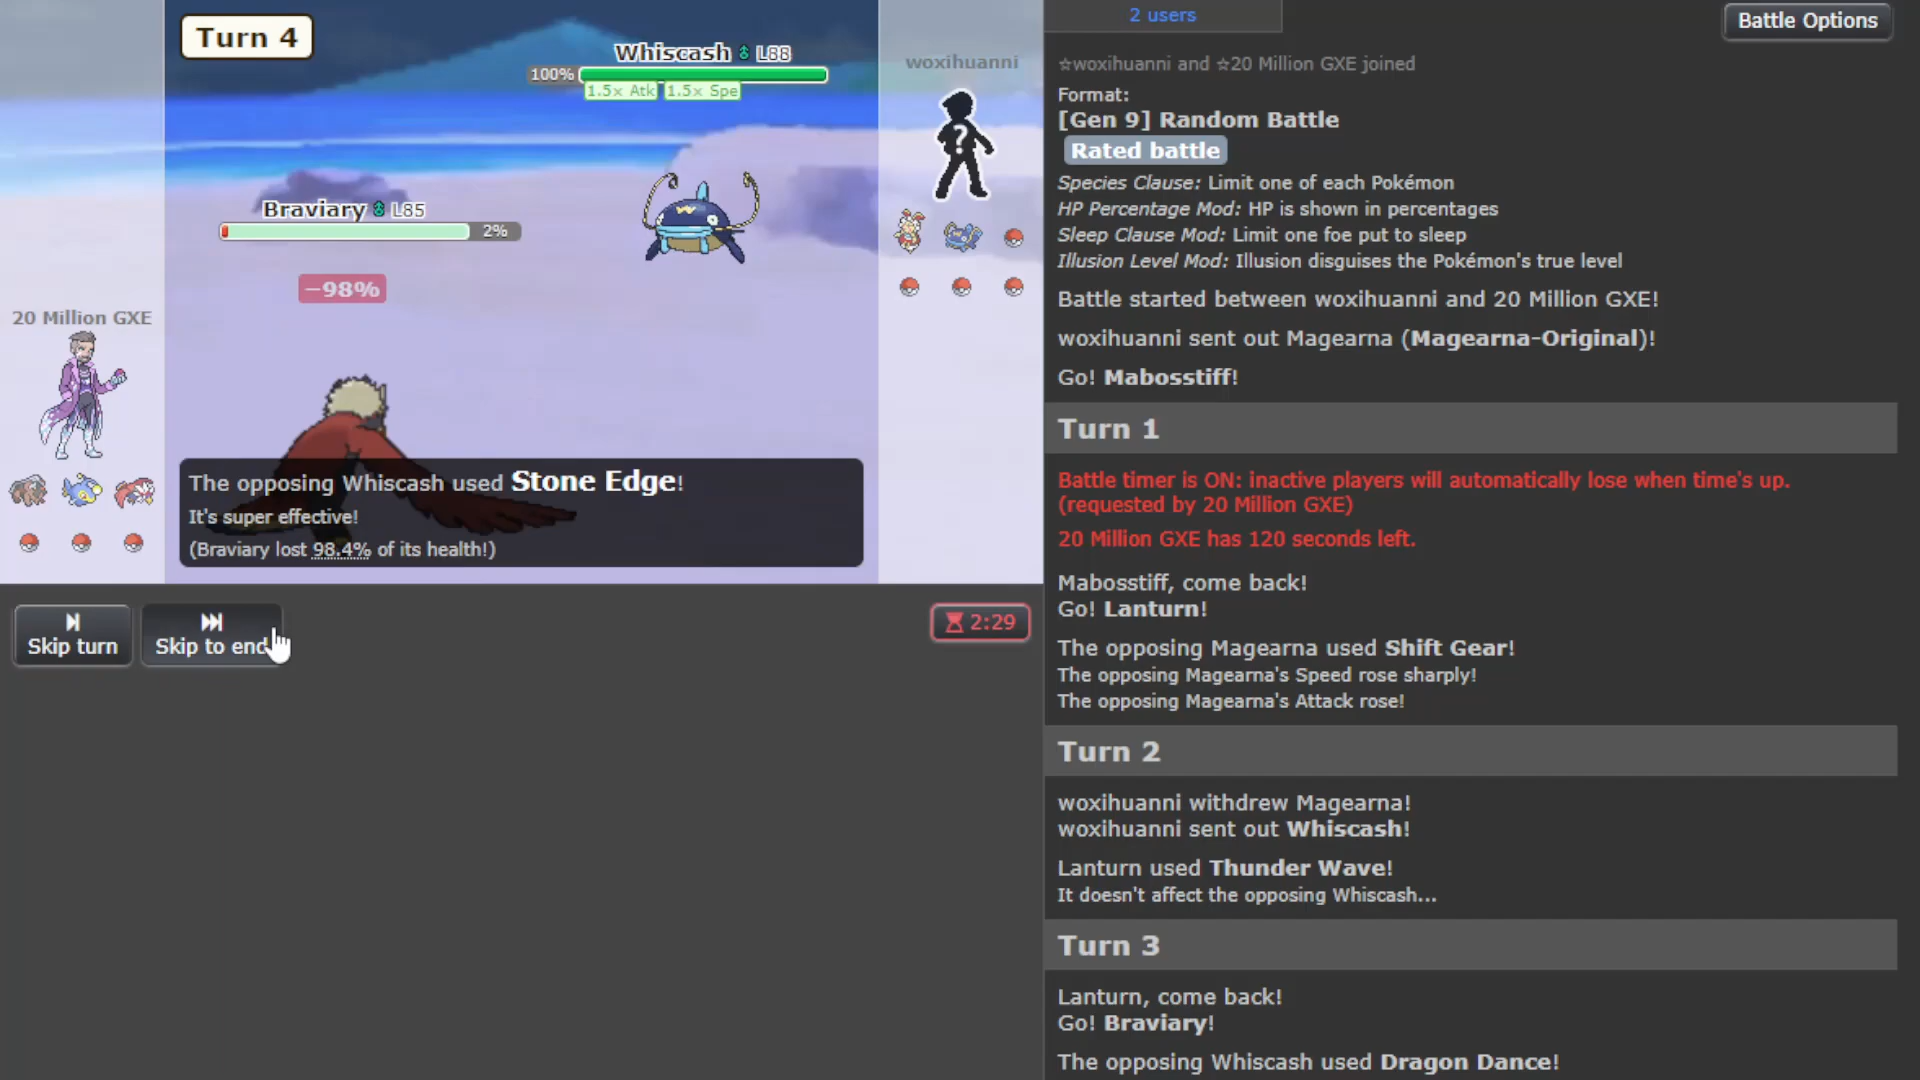 Turn 4
Whiscash L88
100%
1.5× Atk 1.5× Spe
Braviary L85
2%
−98%
20 Million GXE
woxihuanni
?
The opposing Whiscash used Stone Edge!
It's super effective!
(Braviary lost 98.4% of its health!)
Skip turn
Skip to end
2:29
2 users
Battle Options
☆woxihuanni and ☆20 Million GXE joined
Format:
[Gen 9] Random Battle
Rated battle
Species Clause: Limit one of each Pokémon
HP Percentage Mod: HP is shown in percentages
Sleep Clause Mod: Limit one foe put to sleep
Illusion Level Mod: Illusion disguises the Pokémon's true level
Battle started between woxihuanni and 20 Million GXE!
woxihuanni sent out Magearna (Magearna-Original)!
Go! Mabosstiff!
Turn 1
Battle timer is ON: inactive players will automatically lose when time's up.
(requested by 20 Million GXE)
20 Million GXE has 120 seconds left.
Mabosstiff, come back!
Go! Lanturn!
The opposing Magearna used Shift Gear!
The opposing Magearna's Speed rose sharply!
The opposing Magearna's Attack rose!
Turn 2
woxihuanni withdrew Magearna!
woxihuanni sent out Whiscash!
Lanturn used Thunder Wave!
It doesn't affect the opposing Whiscash...
Turn 3
Lanturn, come back!
Go! Braviary!
The opposing Whiscash used Dragon Dance!